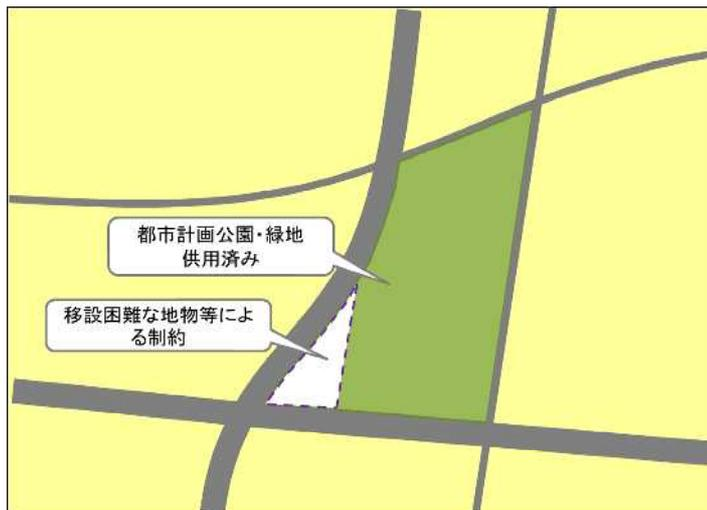 都市計画公園・緑地
供用済み
移設困難な地物等によ
る制約